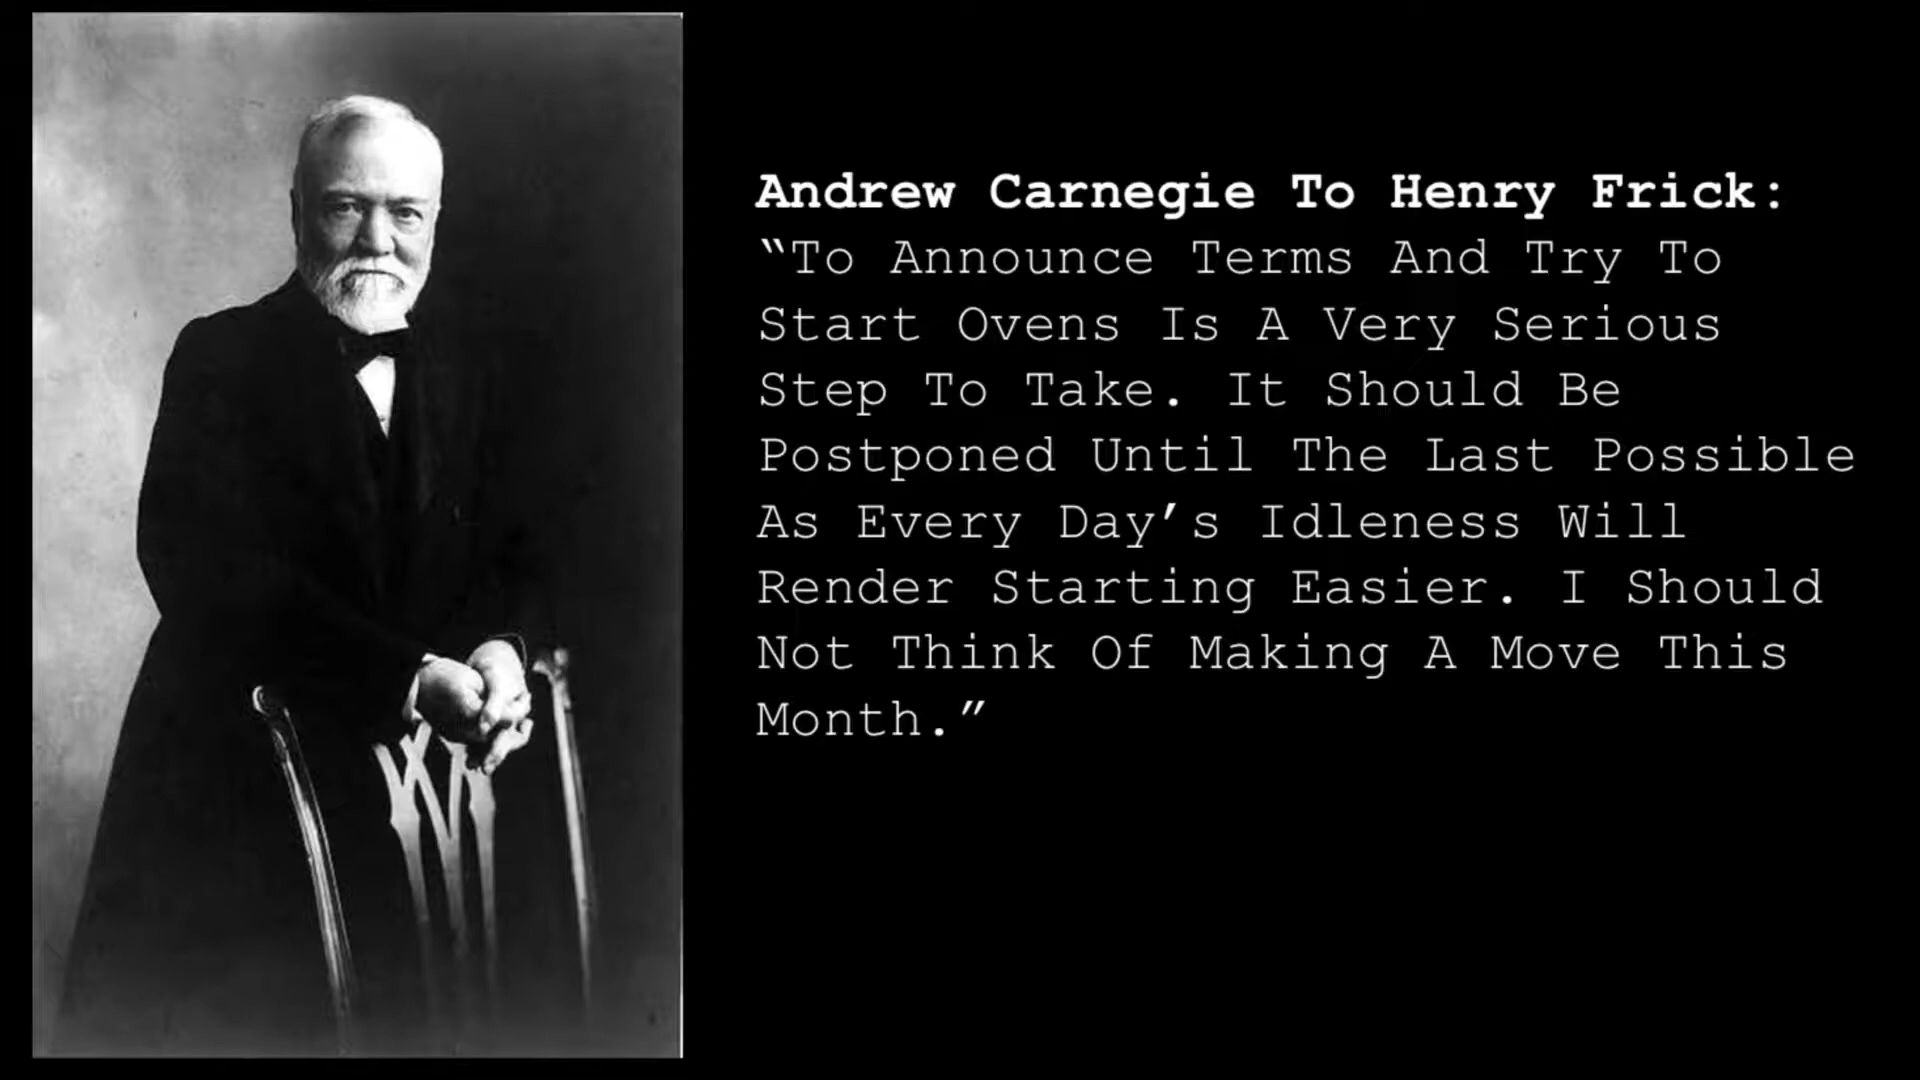 Andrew Carnegie To Henry Frick:
“To Announce Terms And Try To
Start Ovens Is A Very Serious
Step To Take. It Should Be
Postponed Until The Last Possible
As Every Day’s Idleness Will
Render Starting Easier. I Should
Not Think Of Making A Move This
Month.”